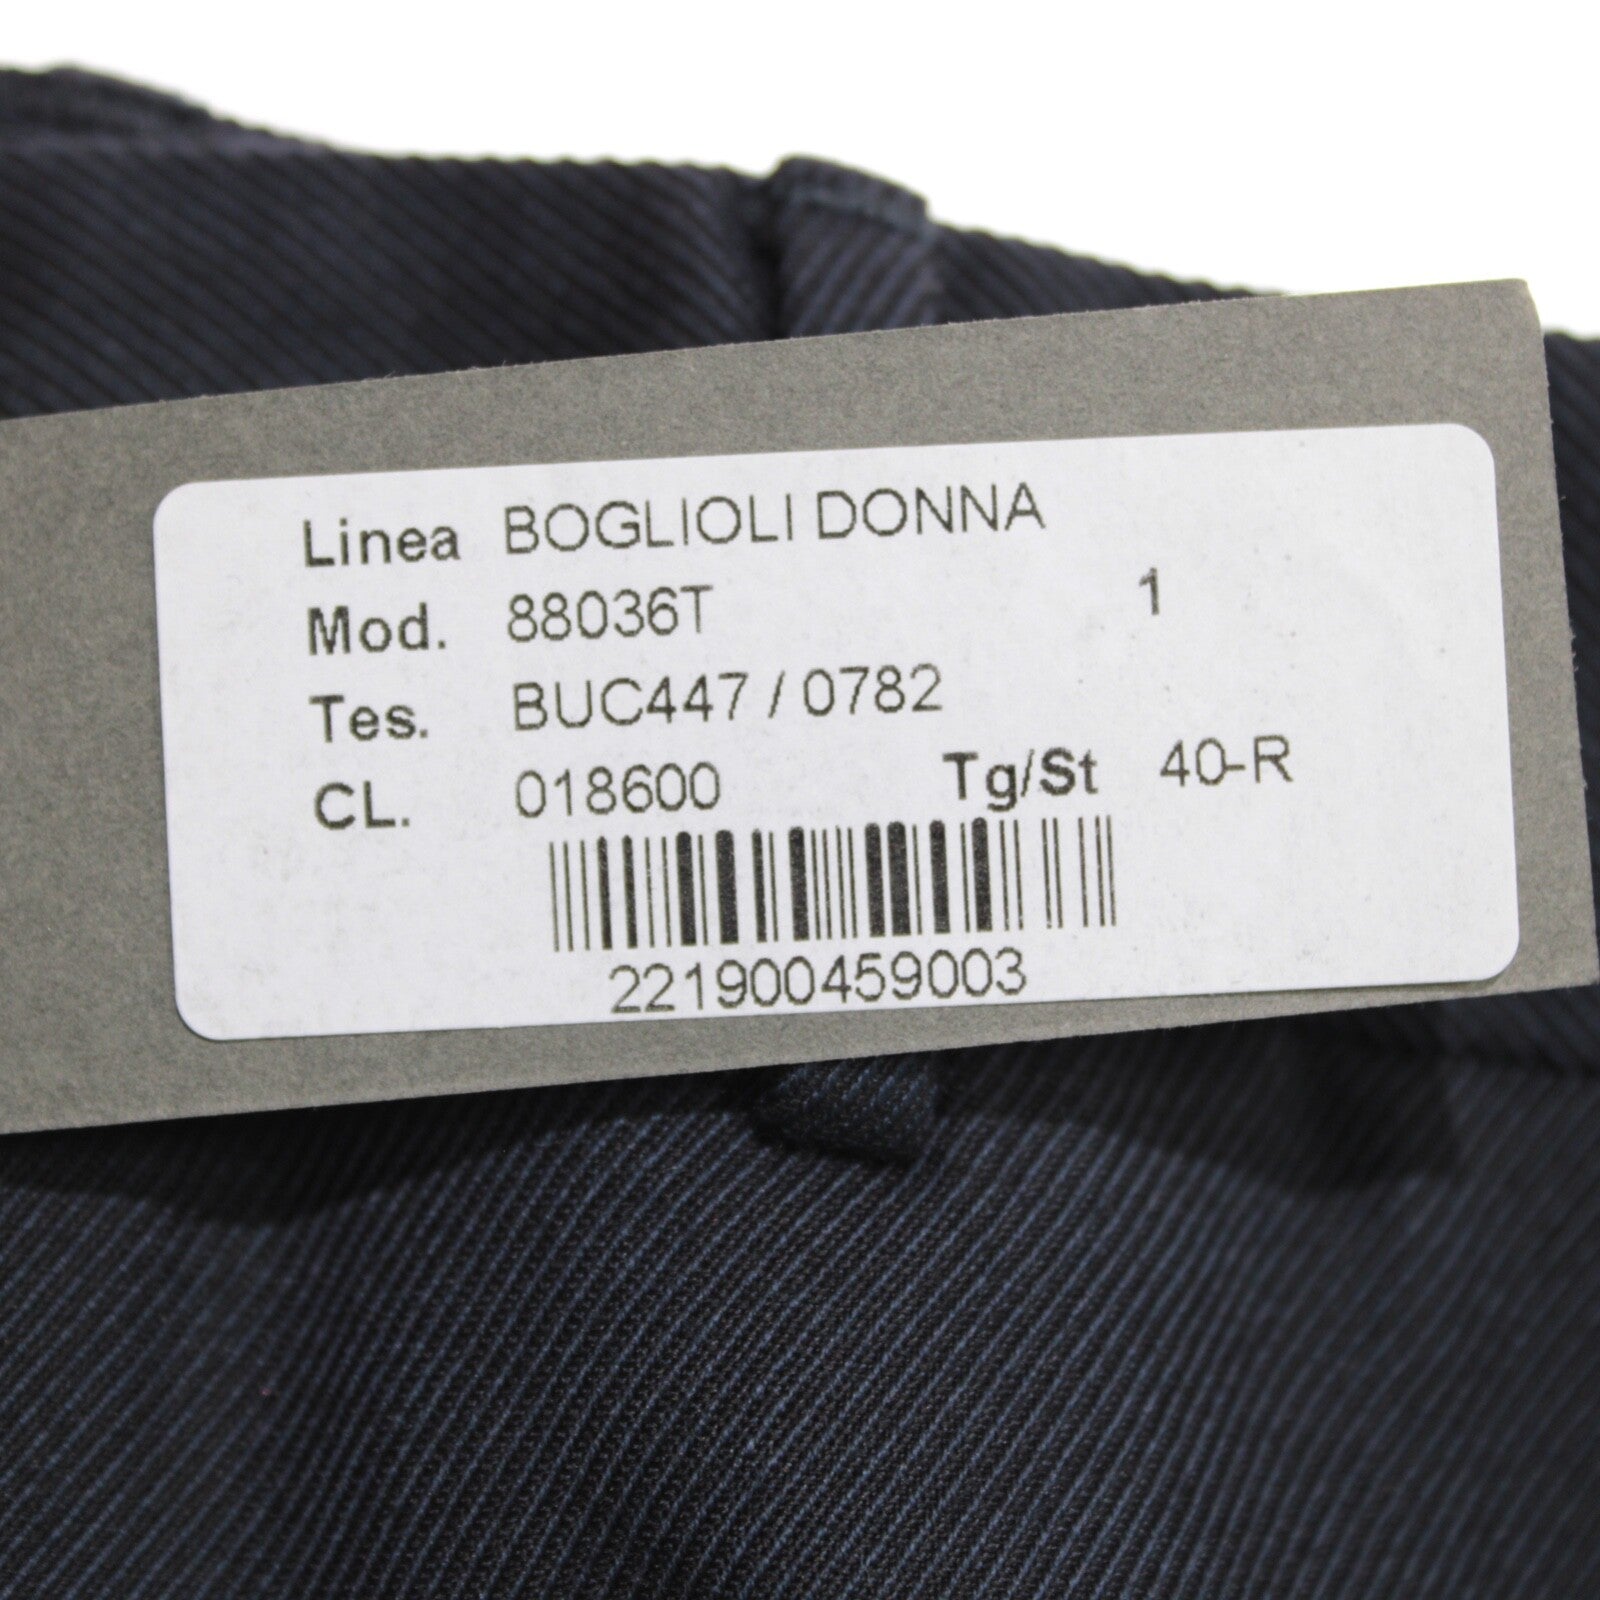 Linea BOGLIOLI DONNA
Mod. 88036T 1
Tes. BUC447 / 0782
CL. 018600 Tg/St 40-R
221900459003